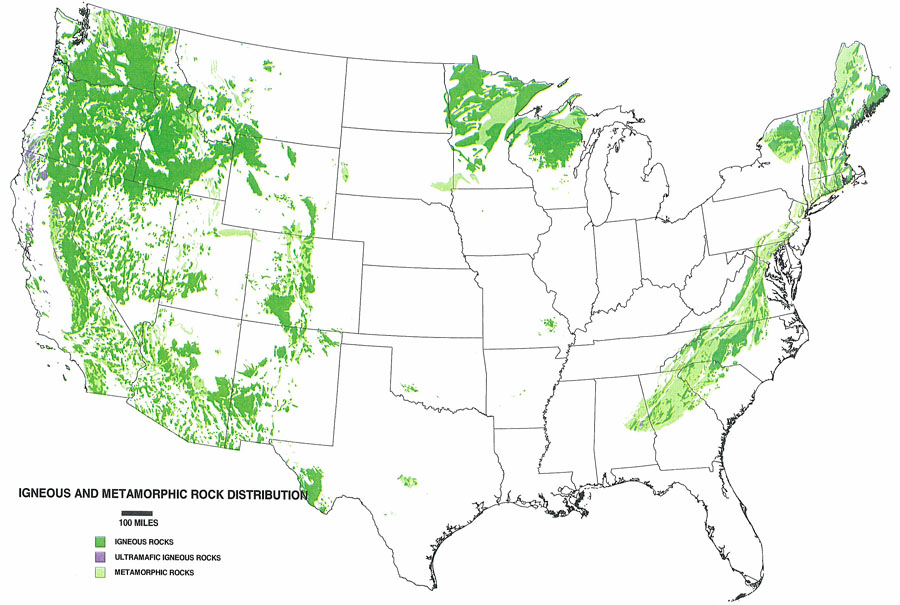 IGNEOUS AND METAMORPHIC ROCK DISTRIBUTION
100 MILES
IGNEOUS ROCKS
ULTRAMAFIC IGNEOUS ROCKS
METAMORPHIC ROCKS